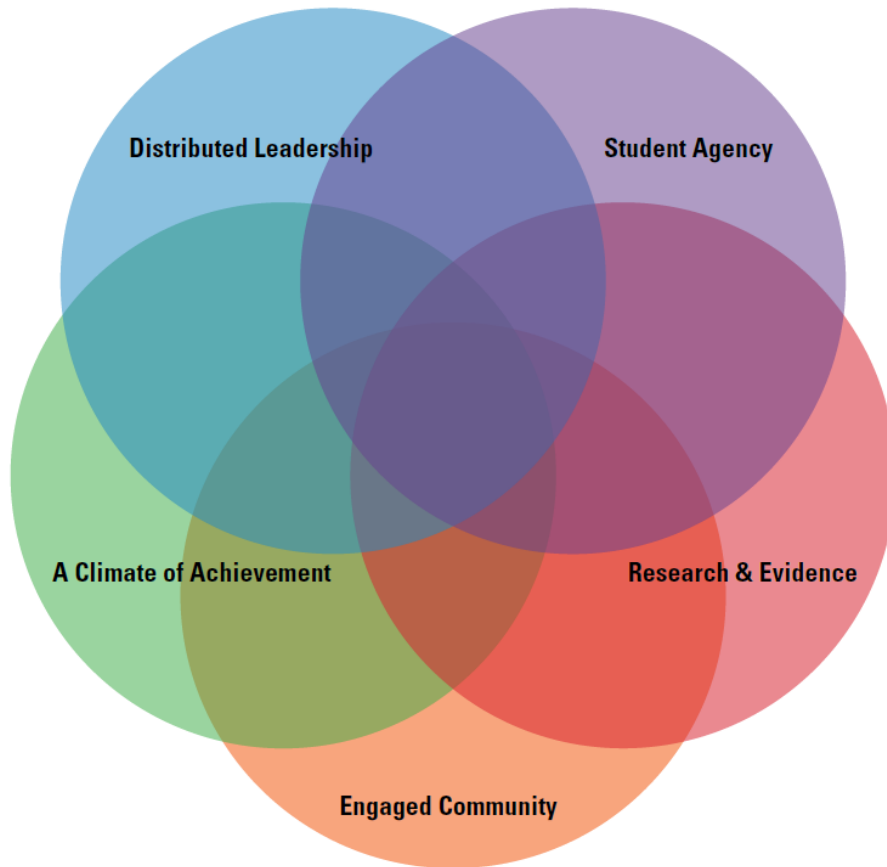 Distributed Leadership
Student Agency
A Climate of Achievement
Research & Evidence
Engaged Community